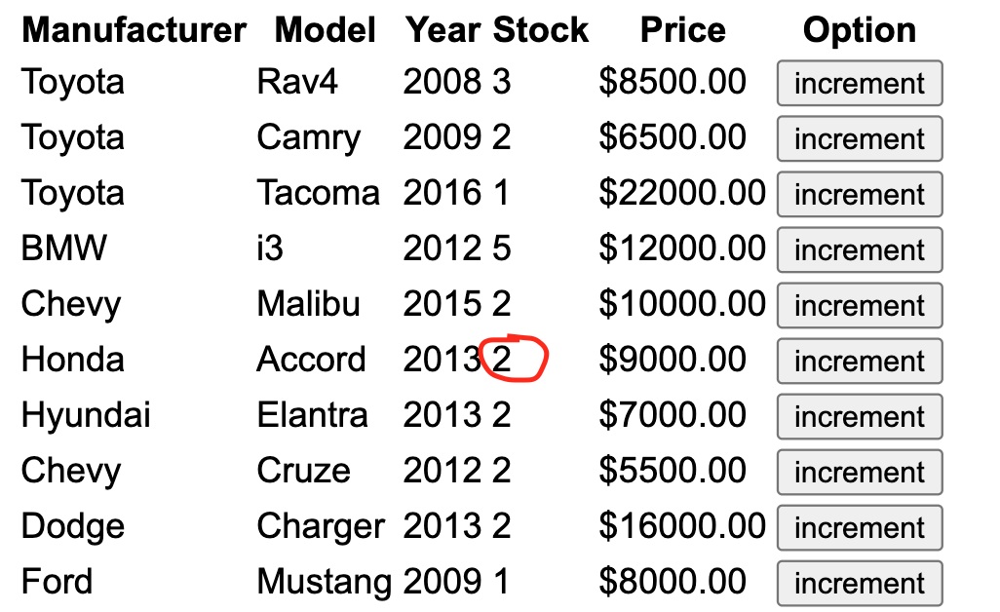 Manufacturer Model Year Stock Price Option
Toyota Rav4 2008 3 $8500.00 increment
Toyota Camry 2009 2 $6500.00 increment
Toyota Tacoma 2016 1 $22000.00 increment
BMW i3 2012 5 $12000.00 increment
Chevy Malibu 2015 2 $10000.00 increment
Honda Accord 2013 2 $9000.00 increment
Hyundai Elantra 2013 2 $7000.00 increment
Chevy Cruze 2012 2 $5500.00 increment
Dodge Charger 2013 2 $16000.00 increment
Ford Mustang 2009 1 $8000.00 increment